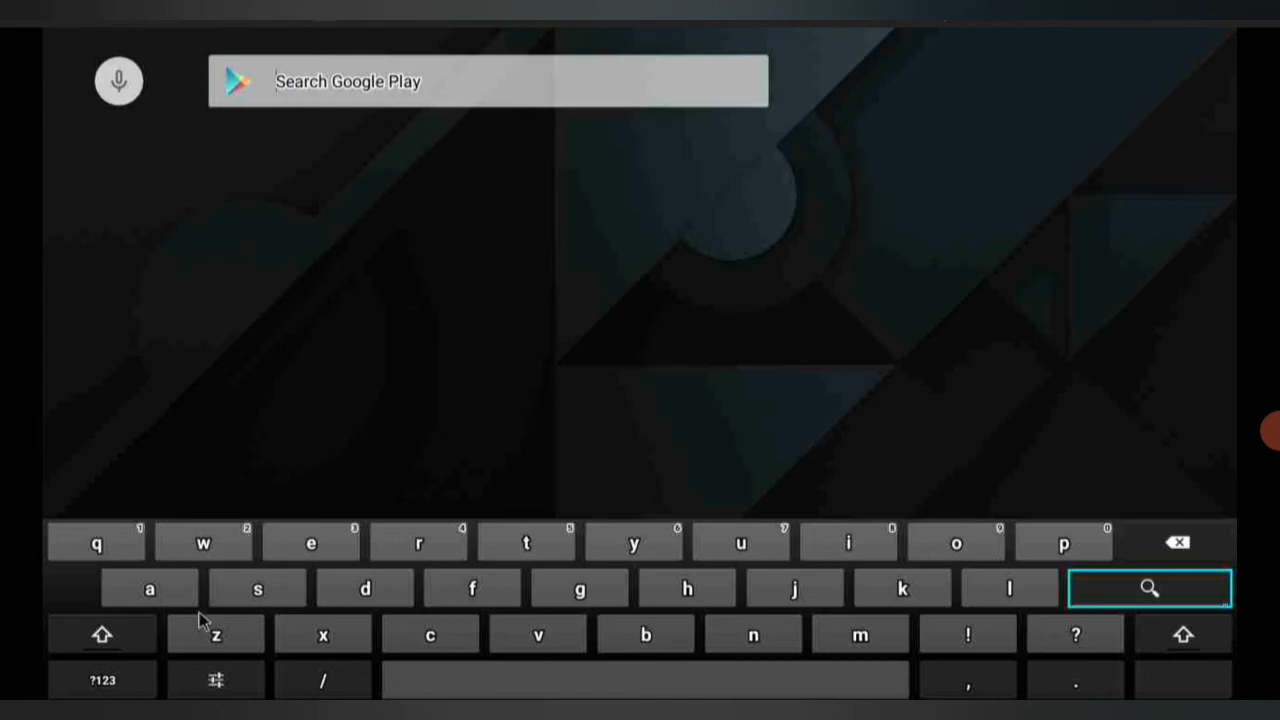 Search Google Play
q 1 w 2 e 3 r 4 t 5 y 6 u 7 i 8 o 9 p 0
a s d f g h j k l
z x c v b n m ! ?
?123 / , .